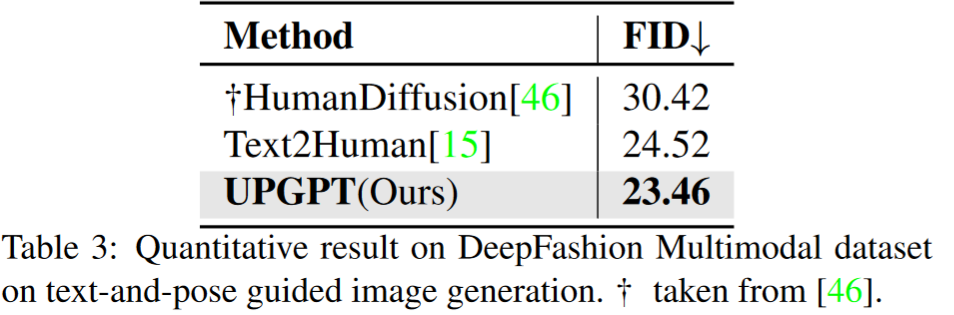 Method FID↓
†HumanDiffusion[46] 30.42
Text2Human[15] 24.52
UPGPT(Ours) 23.46
Table 3: Quantitative result on DeepFashion Multimodal dataset
on text-and-pose guided image generation. † taken from [46].